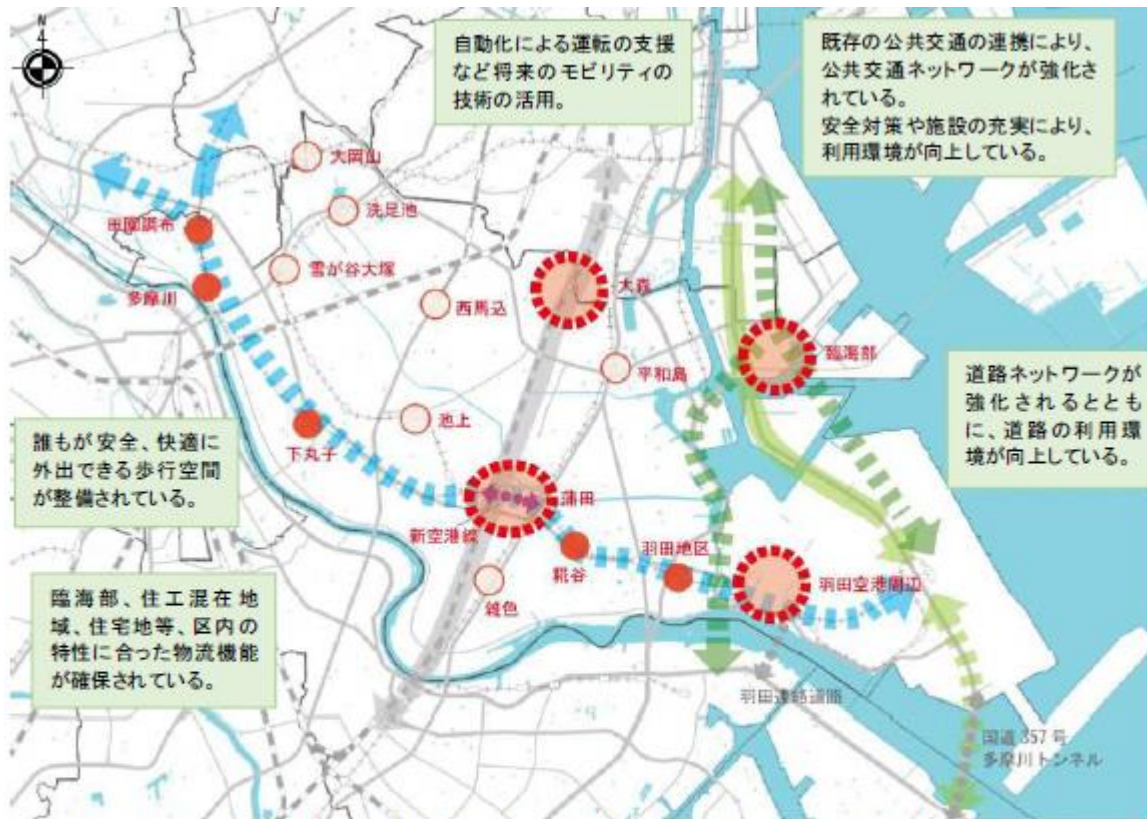 N
自動化による運転の支援
など将来のモビリティの
技術の活用。
既存の公共交通の連携により、
公共交通ネットワークが強化さ
れている。
安全対策や施設の充実により、
利用環境が向上している。
大岡山
洗足池
田園調布
雪が谷大塚
多摩川
西馬込
大森
平和島
臨海部
道路ネットワークが
強化されるととも
に、道路の利用環
境が向上している。
池上
下丸子
誰もが安全、快適に
外出できる歩行空間
が整備されている。
蒲田
新空港線
糀谷
羽田地区
羽田空港周辺
雑色
臨海部、住工混在地
域、住宅地等、区内の
特性に合った物流機能
が確保されている。
羽田連絡道路
国道357号
多摩川トンネル